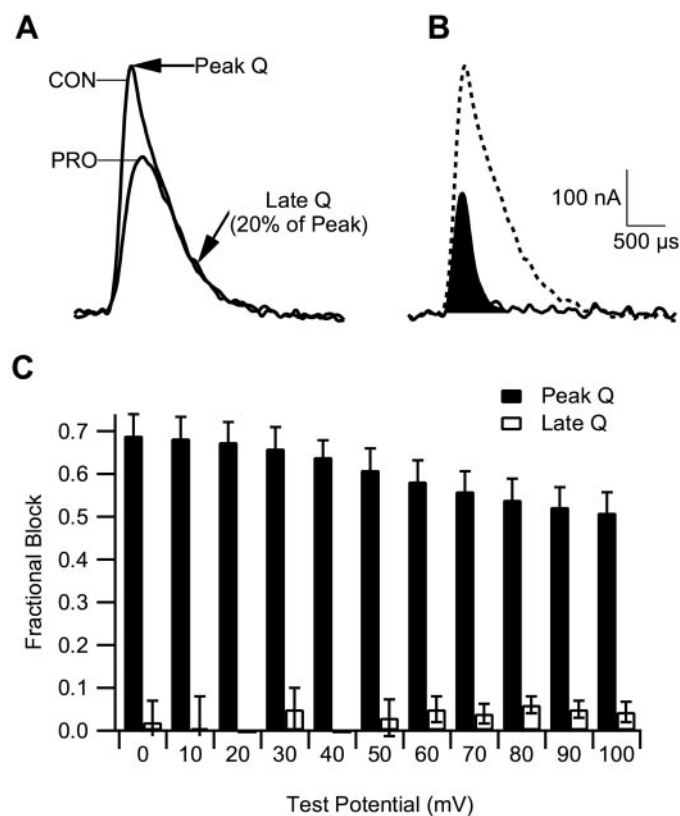 A
B
CON
Peak Q
PRO
Late Q
(20% of Peak)
100 nA
500 μs
C
Peak Q
Late Q
0.7
0.6
0.5
0.4
0.3
0.2
0.1
0.0
Fractional Block
0 10 20 30 40 50 60 70 80 90 100
Test Potential (mV)